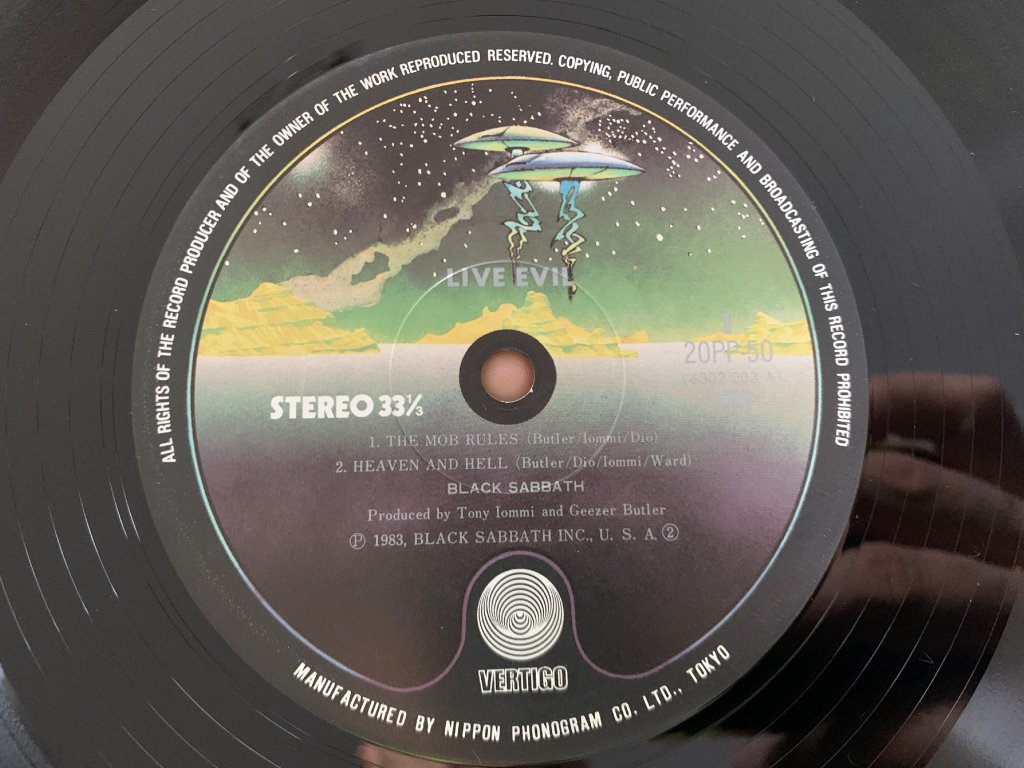 ALL RIGHTS OF THE RECORD PRODUCER AND OF THE OWNER OF THE WORK REPRODUCED RESERVED. COPYING, PUBLIC PERFORMANCE AND BROADCASTING OF THIS RECORD PROHIBITED
LIVE EVIL
1
20PP-50
STEREO 33⅓
1. THE MOB RULES (Butler/Iommi/Dio)
2. HEAVEN AND HELL (Butler/Dio/Iommi/Ward)
BLACK SABBATH
Produced by Tony Iommi and Geezer Butler
Ⓟ 1983, BLACK SABBATH INC., U. S. A. ②
VERTIGO
MANUFACTURED BY NIPPON PHONOGRAM CO. LTD., TOKYO